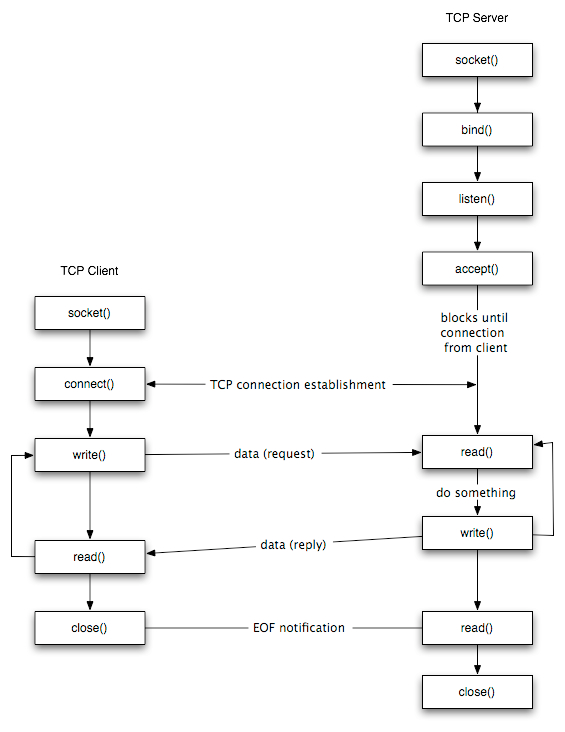 TCP Server
socket()
bind()
listen()
accept()
blocks until
connection
from client
TCP Client
socket()
connect()
TCP connection establishment
write()
data (request)
read()
do something
write()
data (reply)
read()
close()
EOF notification
read()
close()